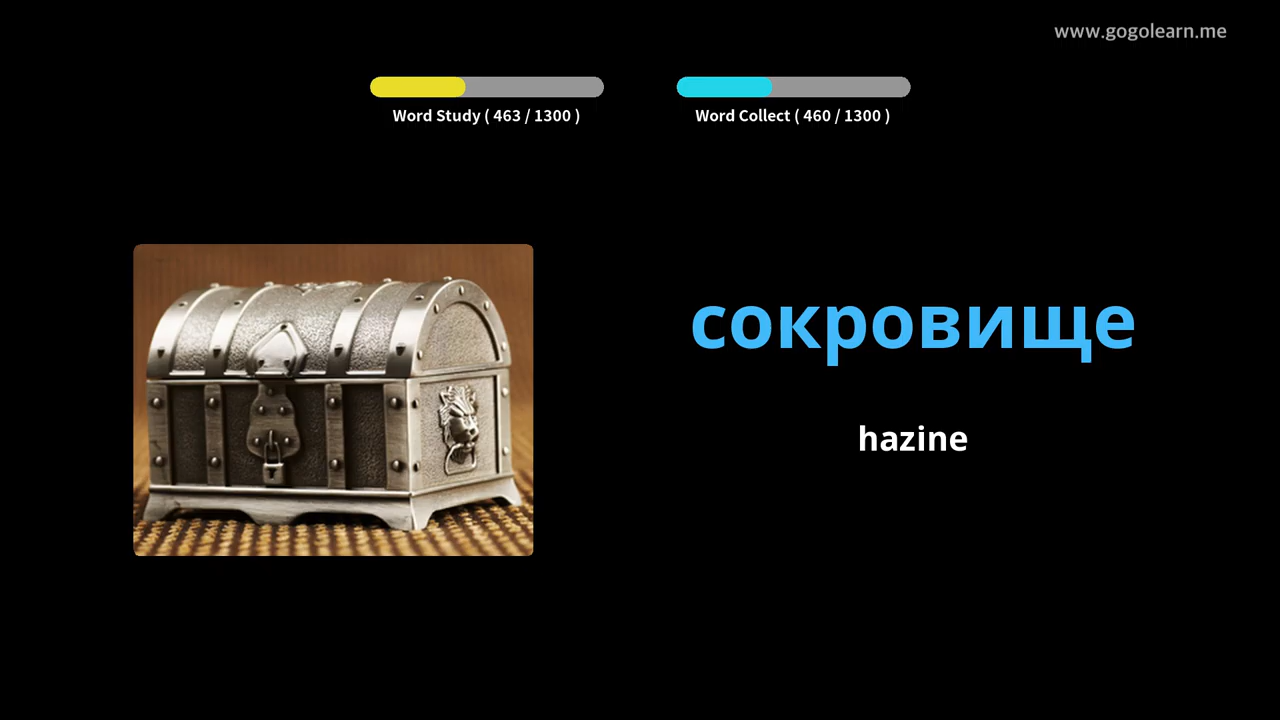 www.gogolearn.me
Word Study ( 463 / 1300 )
Word Collect ( 460 / 1300 )
сокровище
hazine